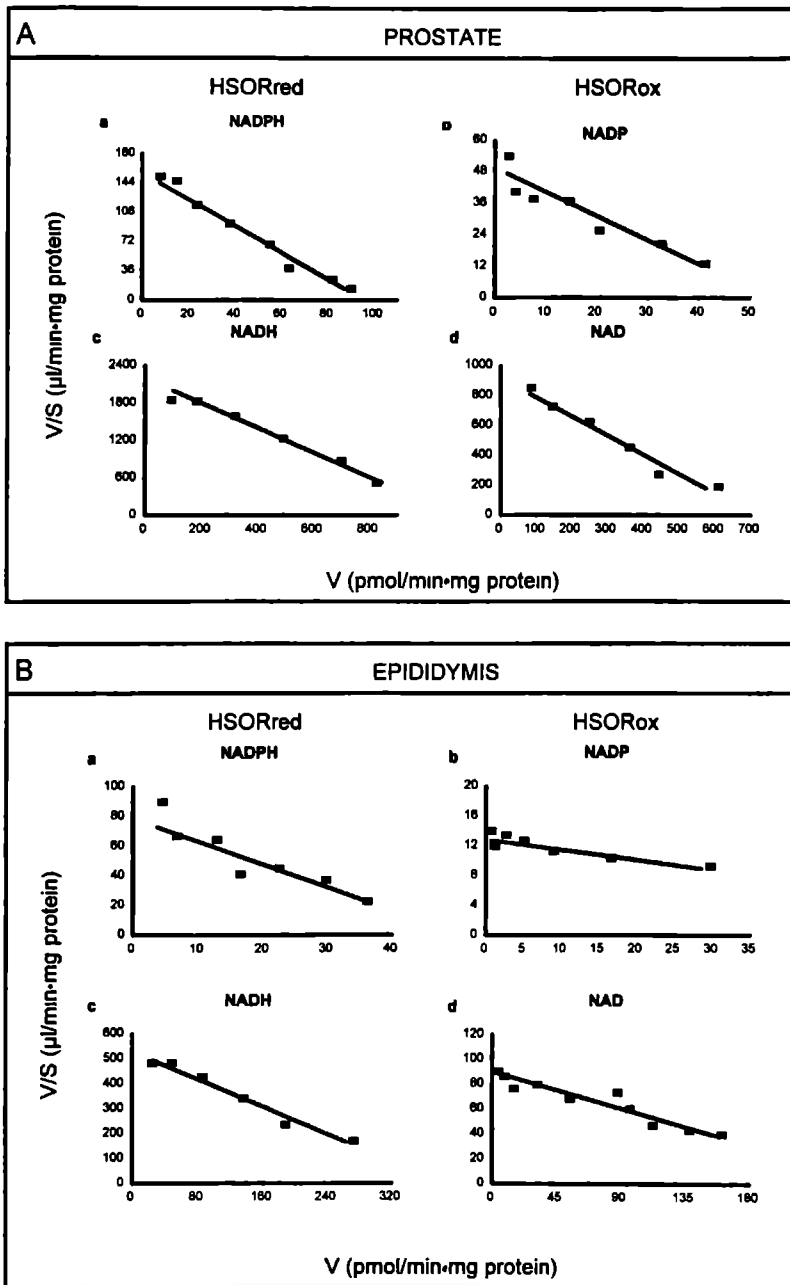 A
PROSTATE
HSORred
HSORox
a
NADPH
180
144
108
72
36
0
0 20 40 60 80 100
b
NADP
60
48
36
24
12
0
0 10 20 30 40 50
c
NADH
2400
1800
1200
600
0
0 200 400 600 800
d
NAD
1000
800
600
400
200
0
0 100 200 300 400 500 600 700
V/S (µl/min•mg protein)
V (pmol/min•mg protein)
B
EPIDIDYMIS
HSORred
HSORox
a
NADPH
100
80
60
40
20
0
0 10 20 30 40
b
NADP
20
16
12
8
4
0
0 5 10 15 20 25 30 35
c
NADH
600
500
400
300
200
100
0
0 80 160 240 320
d
NAD
120
100
80
60
40
20
0
0 45 90 135 180
V/S (µl/min•mg protein)
V (pmol/min•mg protein)